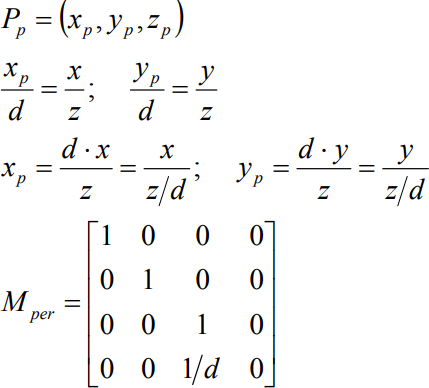 P_p = (x_p, y_p, z_p)
x_p/d = x/z; y_p/d = y/z
x_p = d · x/z = x/z/d; y_p = d · y/z = y/z/d
M_per = [1 0 0 0
0 1 0 0
0 0 1 0
0 0 1/d 0]